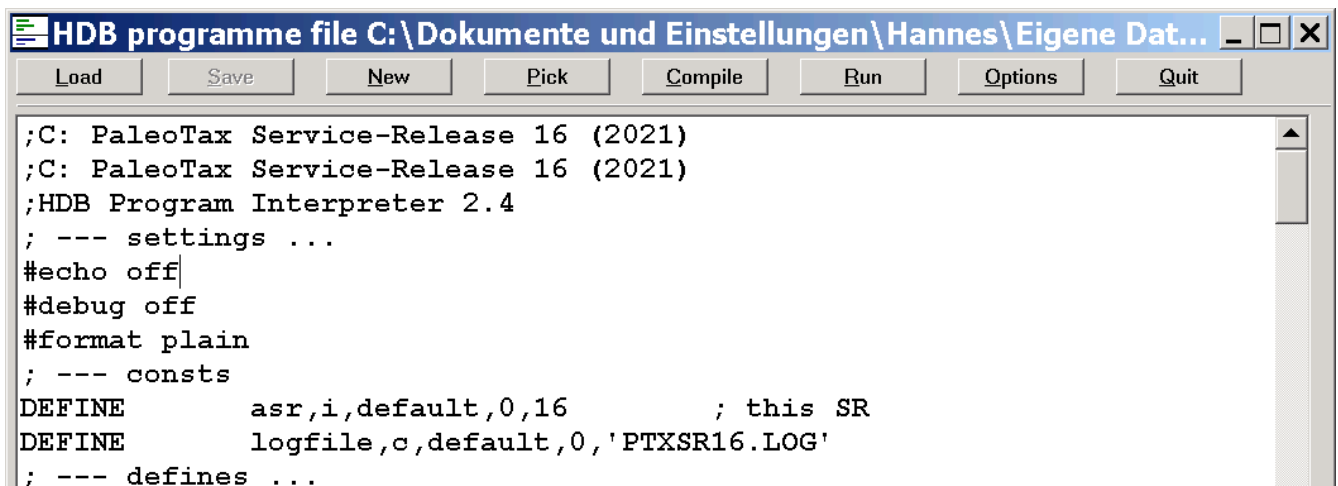 HDB programme file C:\Dokumente und Einstellungen\Hannes\Eigene Dat...
Load Save New Pick Compile Run Options Quit
;C: PaleoTax Service-Release 16 (2021)
;C: PaleoTax Service-Release 16 (2021)
;HDB Program Interpreter 2.4
; --- settings ...
#echo off
#debug off
#format plain
; --- consts
DEFINE asr,i,default,0,16 ; this SR
DEFINE logfile,c,default,0,'PTXSR16.LOG'
; --- defines ...